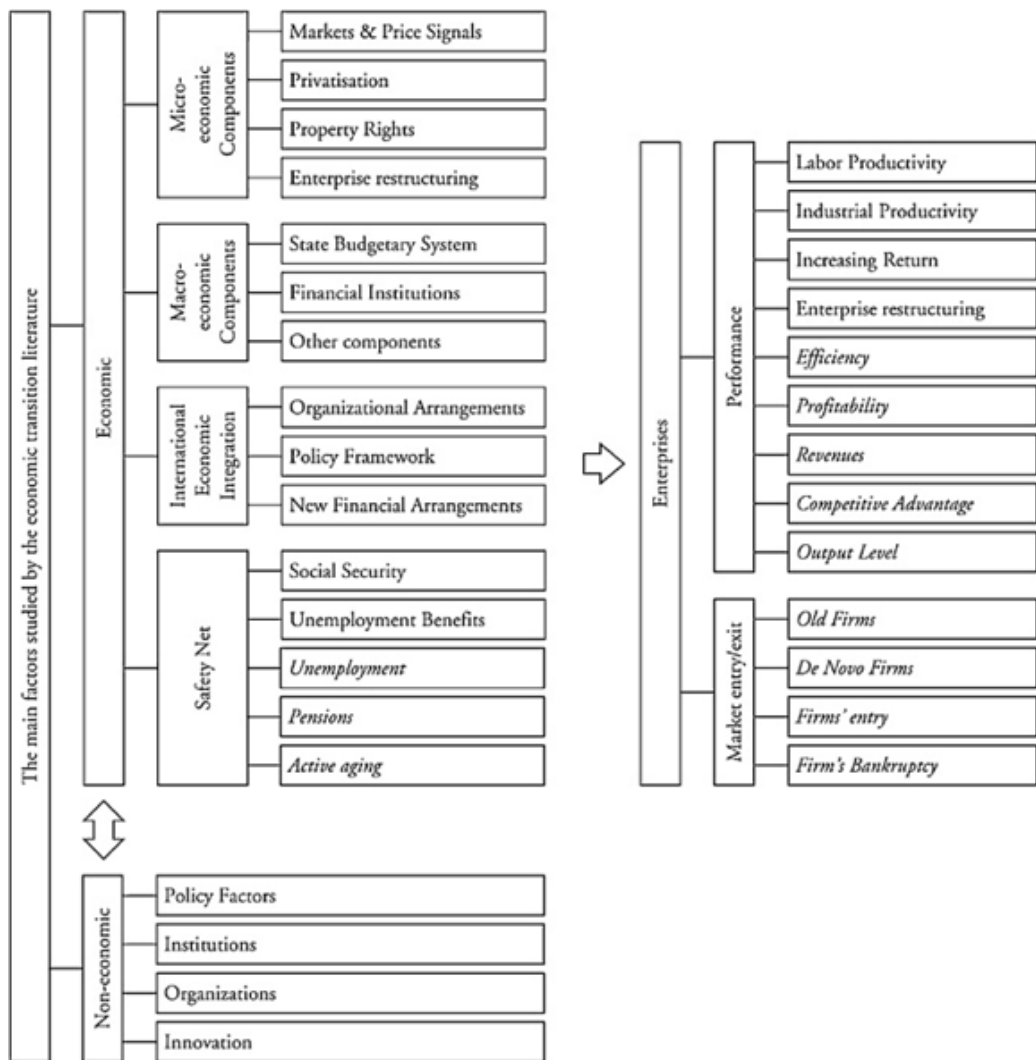 The main factors studied by the economic transition literature
Economic
Micro-
economic
Components
Markets & Price Signals
Privatisation
Property Rights
Enterprise restructuring
Macro-
economic
Components
State Budgetary System
Financial Institutions
Other components
International
Economic
Integration
Organizational Arrangements
Policy Framework
New Financial Arrangements
Safety Net
Social Security
Unemployment Benefits
Unemployment
Pensions
Active aging
Non-economic
Policy Factors
Institutions
Organizations
Innovation
Enterprises
Performance
Labor Productivity
Industrial Productivity
Increasing Return
Enterprise restructuring
Efficiency
Profitability
Revenues
Competitive Advantage
Output Level
Market entry/exit
Old Firms
De Novo Firms
Firms' entry
Firm's Bankruptcy